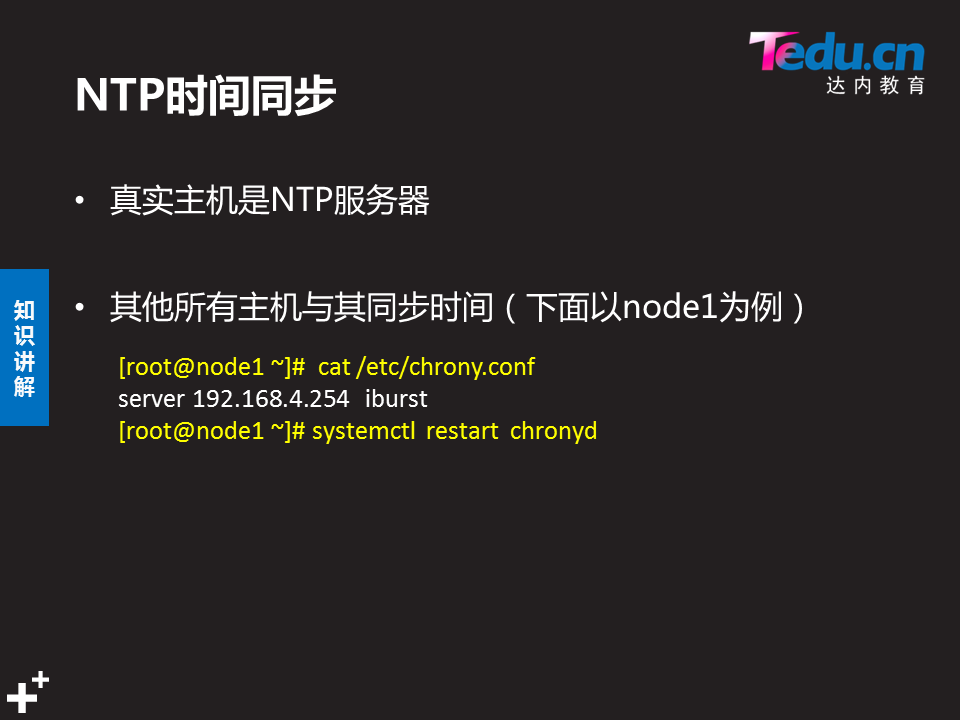 Tedu.cn
达内教育
NTP时间同步
• 真实主机是NTP服务器
• 其他所有主机与其同步时间（下面以node1为例）
[root@node1 ~]#  cat /etc/chrony.conf
server 192.168.4.254  iburst
[root@node1 ~]# systemctl  restart  chronyd
知识讲解